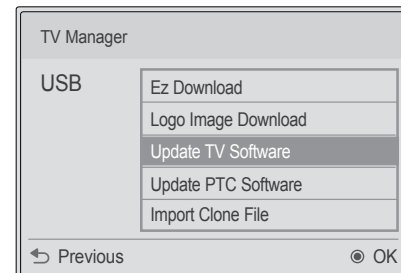 TV Manager
USB
Ez Download
Logo Image Download
Update TV Software
Update PTC Software
Import Clone File
Previous
OK